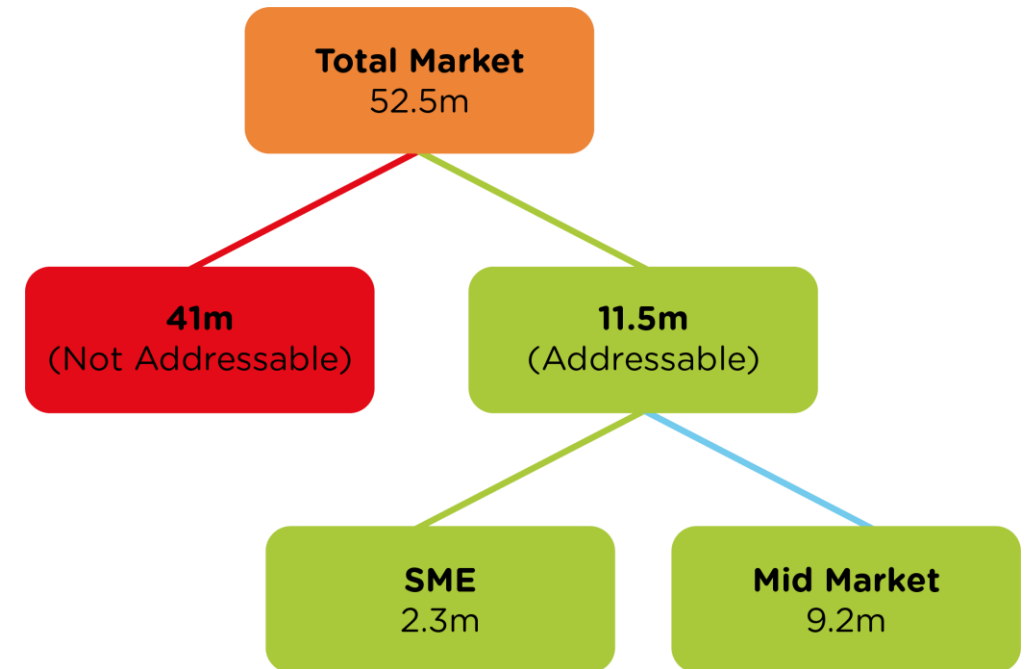 Total Market
52.5m
41m
(Not Addressable)
11.5m
(Addressable)
SME
2.3m
Mid Market
9.2m